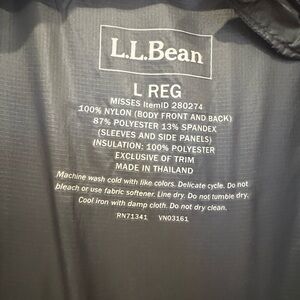 L.L.Bean
L REG
MISSES ItemID 280274
100% NYLON (BODY FRONT AND BACK)
87% POLYESTER 13% SPANDEX
(SLEEVES AND SIDE PANELS)
INSULATION: 100% POLYESTER
EXCLUSIVE OF TRIM
MADE IN THAILAND
Machine wash cold with like colors. Delicate cycle. Do not
bleach or use fabric softener. Line dry. Do not tumble dry.
Cool iron with damp cloth. Do not dry clean.
RN71341 VN03161